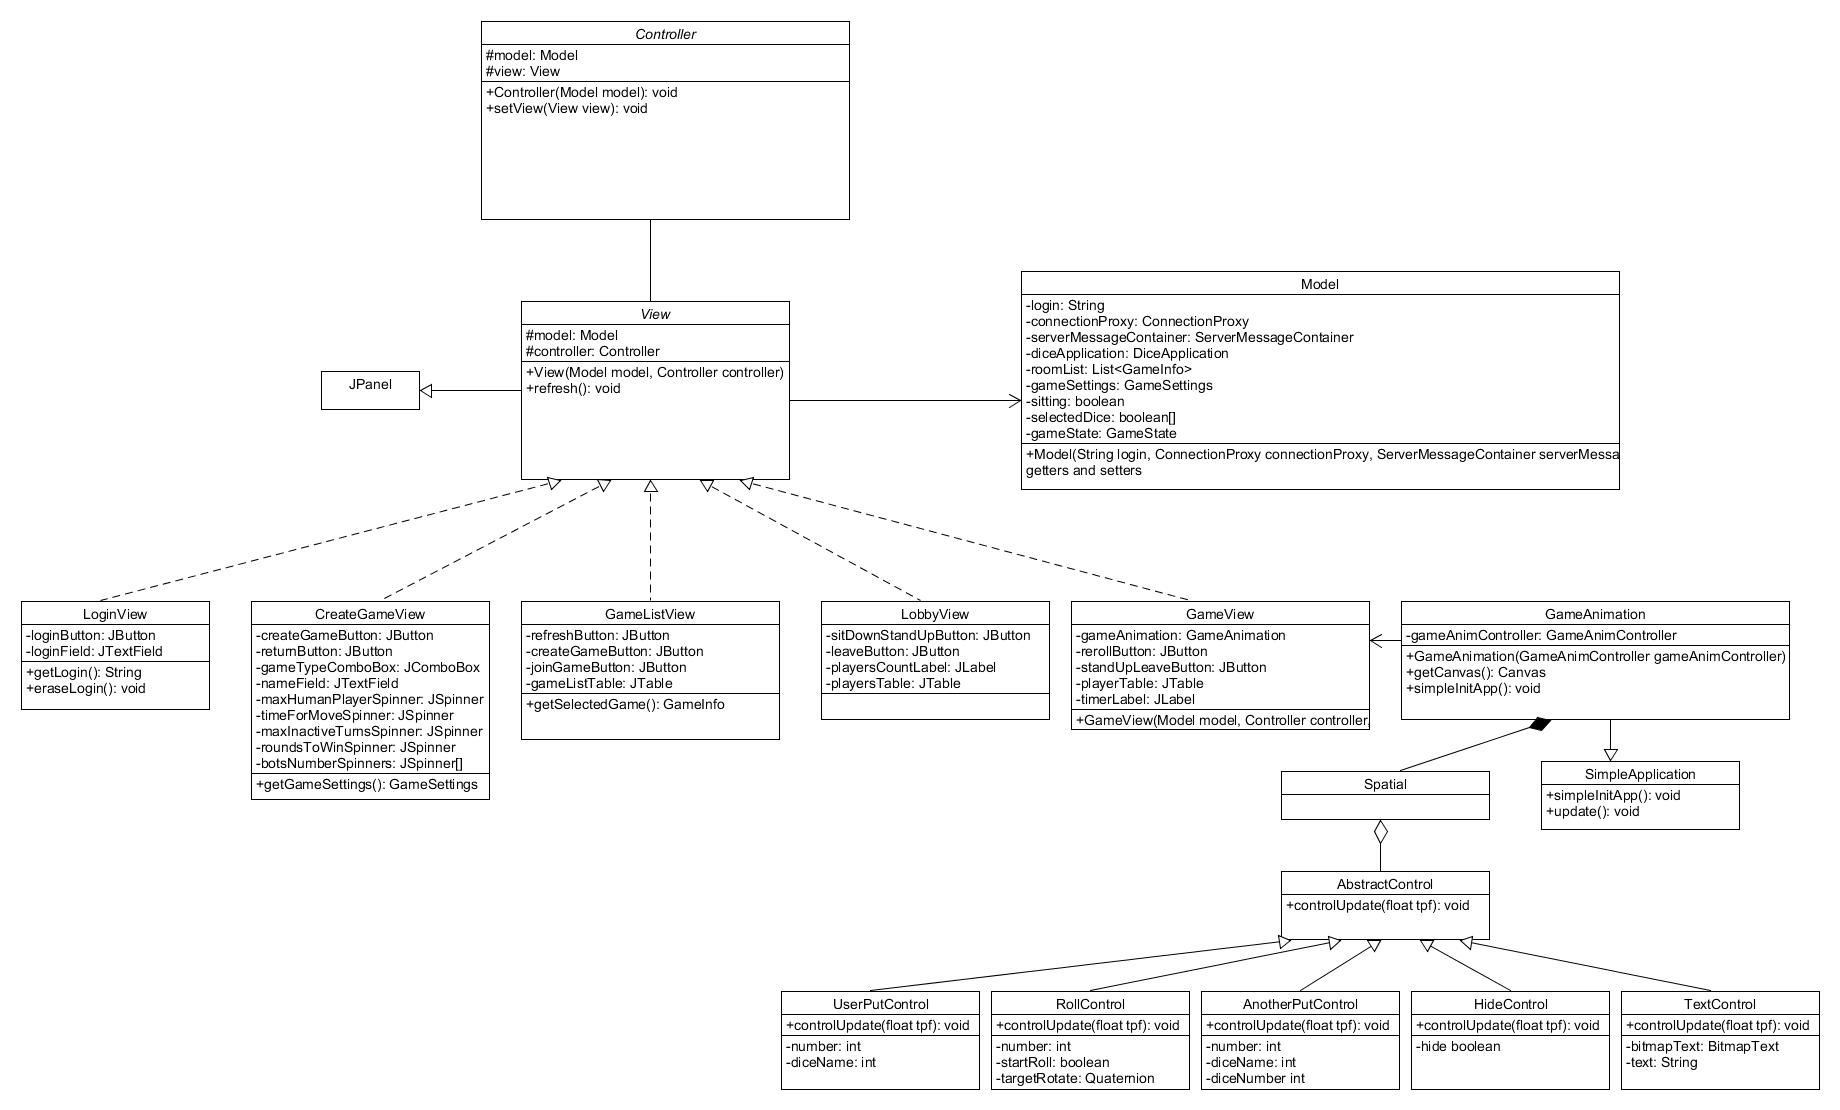 Controller
#model: Model
#view: View
+Controller(Model model): void
+setView(View view): void
View
#model: Model
#controller: Controller
+View(Model model, Controller controller)
+refresh(): void
JPanel
Model
-login: String
-connectionProxy: ConnectionProxy
-serverMessageContainer: ServerMessageContainer
-diceApplication: DiceApplication
-roomList: List<GameInfo>
-gameSettings: GameSettings
-sitting: boolean
-selectedDice: boolean[]
-gameState: GameState
+Model(String login, ConnectionProxy connectionProxy, ServerMessageContainer serverMessa
getters and setters
LoginView
-loginButton: JButton
-loginField: JTextField
+getLogin(): String
+eraseLogin(): void
CreateGameView
-createGameButton: JButton
-returnButton: JButton
-gameTypeComboBox: JComboBox
-nameField: JTextField
-maxHumanPlayerSpinner: JSpinner
-timeForMoveSpinner: JSpinner
-maxInactiveTurnsSpinner: JSpinner
-roundsToWinSpinner: JSpinner
-botsNumberSpinners: JSpinner[]
+getGameSettings(): GameSettings
GameListView
-refreshButton: JButton
-createGameButton: JButton
-joinGameButton: JButton
-gameListTable: JTable
+getSelectedGame(): GameInfo
LobbyView
-sitDownStandUpButton: JButton
-leaveButton: JButton
-playersCountLabel: JLabel
-playersTable: JTable
GameView
-gameAnimation: GameAnimation
-rerollButton: JButton
-standUpLeaveButton: JButton
-playerTable: JTable
-timerLabel: JLabel
+GameView(Model model, Controller controller,
GameAnimation
-gameAnimController: GameAnimController
+GameAnimation(GameAnimController gameAnimController)
+getCanvas(): Canvas
+simpleInitApp(): void
Spatial
SimpleApplication
+simpleInitApp(): void
+update(): void
AbstractControl
+controlUpdate(float tpf): void
UserPutControl
+controlUpdate(float tpf): void
-number: int
-diceName: int
RollControl
+controlUpdate(float tpf): void
-number: int
-startRoll: boolean
-targetRotate: Quaternion
AnotherPutControl
+controlUpdate(float tpf): void
-number: int
-diceName: int
-diceNumber int
HideControl
+controlUpdate(float tpf): void
-hide boolean
TextControl
+controlUpdate(float tpf): void
-bitmapText: BitmapText
-text: String